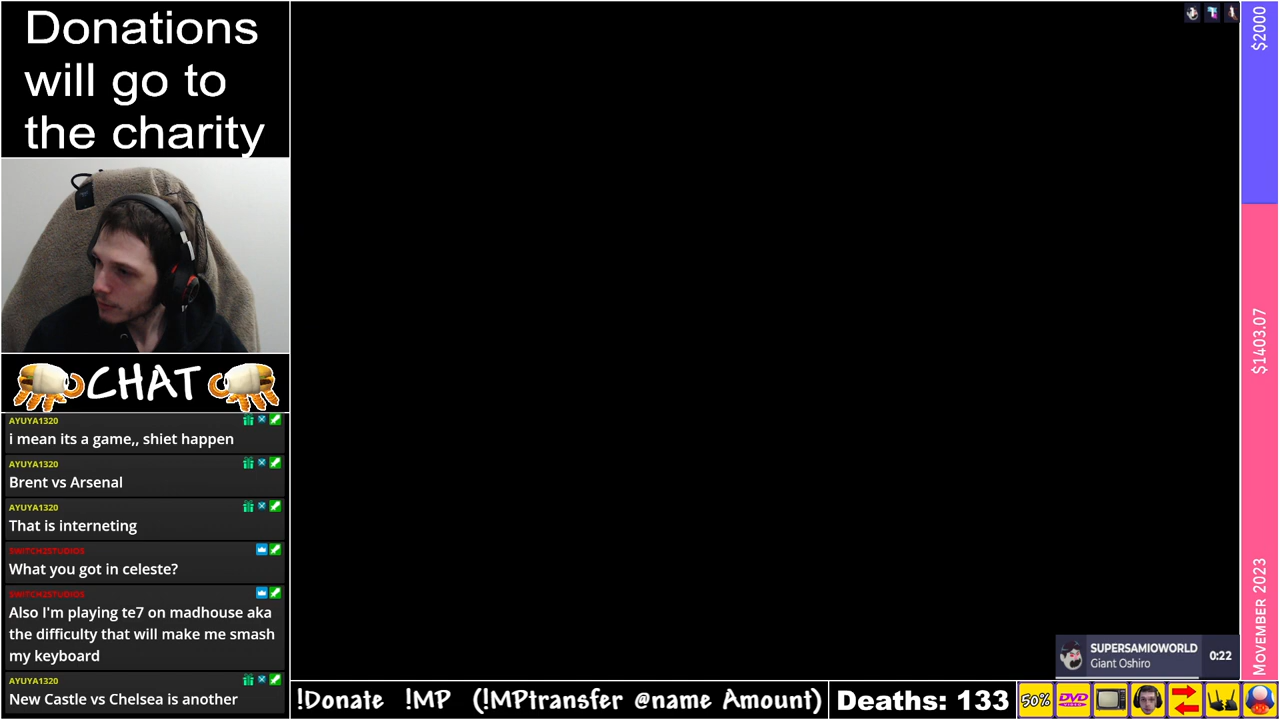 Donations
will go to
the charity
CHAT
AYUYA1320
i mean its a game,, shiet happen
AYUYA1320
Brent vs Arsenal
AYUYA1320
That is interneting
SWITCH2STUDIOS
What you got in celeste?
SWITCH2STUDIOS
Also I'm playing te7 on madhouse aka
the difficulty that will make me smash
my keyboard
AYUYA1320
New Castle vs Chelsea is another
$2000
$1403.07
MOVEMBER 2023
SUPERSAMIOWORLD
Giant Oshiro
0:22
!Donate !MP (!MPtransfer @name Amount)
Deaths: 133
50%
DVD
VIDEO